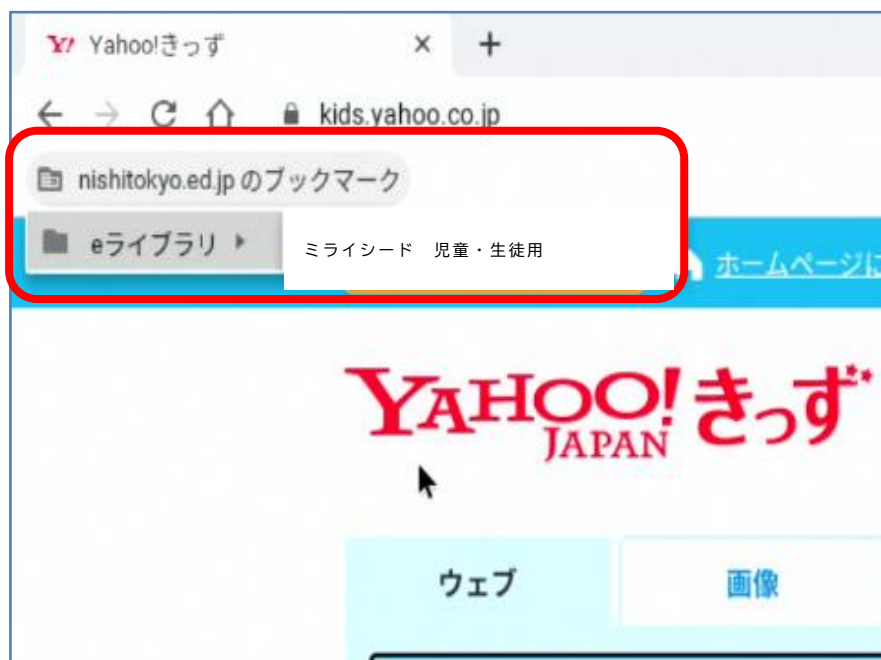 Y! Yahoo!きっず × +
kids.yahoo.co.jp
nishitokyo.ed.jp のブックマーク
eライブラリ
ミライシード 児童・生徒用
ホームページに
YAHOO!きっず
JAPAN
ウェブ
画像